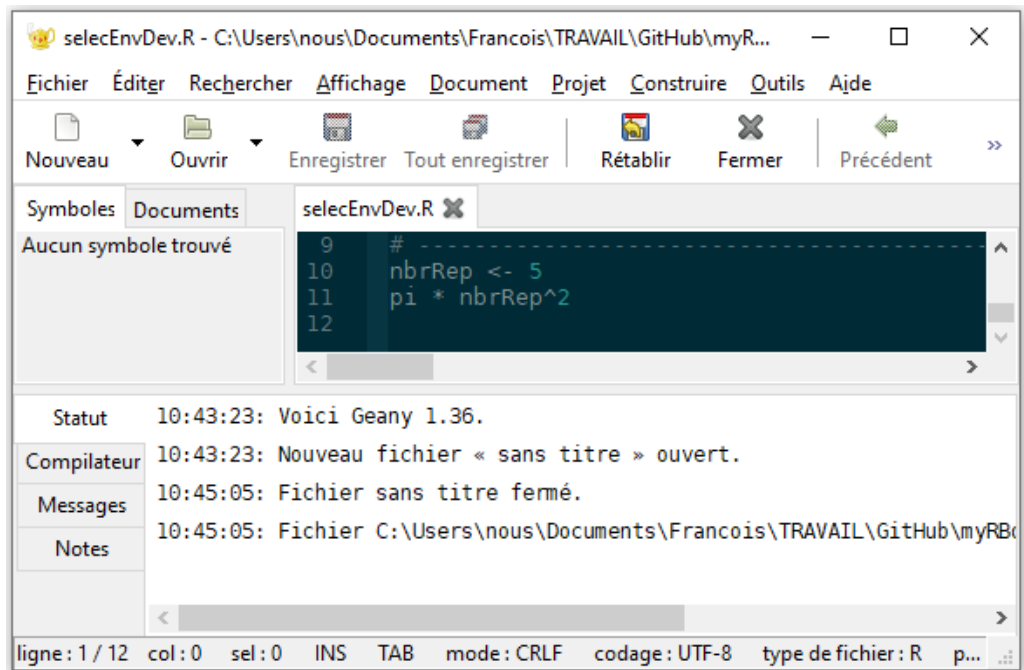 selecEnvDev.R - C:\Users\nous\Documents\Francois\TRAVAIL\GitHub\myR...
Fichier Éditer Rechercher Affichage Document Projet Construire Outils Aide
Nouveau Ouvrir Enregistrer Tout enregistrer Rétablir Fermer Précédent »
Symboles Documents selecEnvDev.R
Aucun symbole trouvé
9 # -------------------------------------------
10 nbrRep <- 5
11 pi * nbrRep^2
12
Statut
10:43:23: Voici Geany 1.36.
Compilateur
10:43:23: Nouveau fichier « sans titre » ouvert.
Messages
10:45:05: Fichier sans titre fermé.
Notes
10:45:05: Fichier C:\Users\nous\Documents\Francois\TRAVAIL\GitHub\myRBo
ligne : 1 / 12 col : 0 sel : 0 INS TAB mode : CRLF codage : UTF-8 type de fichier : R p...